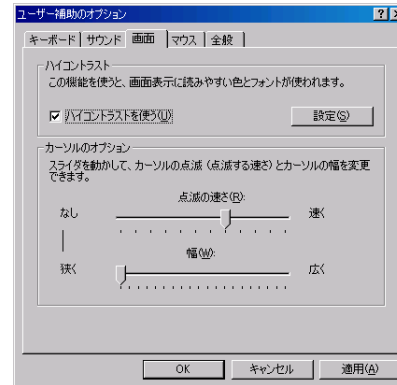 ユーザー補助のオプション
キーボード サウンド 画面 マウス 全般
ハイコントラスト
この機能を使うと、画面表示に読みやすい色とフォントが使われます。
ハイコントラストを使う(U)
設定(S)
カーソルのオプション
スライダを動かして、カーソルの点滅（点滅する速さ）とカーソルの幅を変更
できます。
点滅の速さ(R):
なし 速く
幅(W):
狭く 広く
OK キャンセル 適用(A)